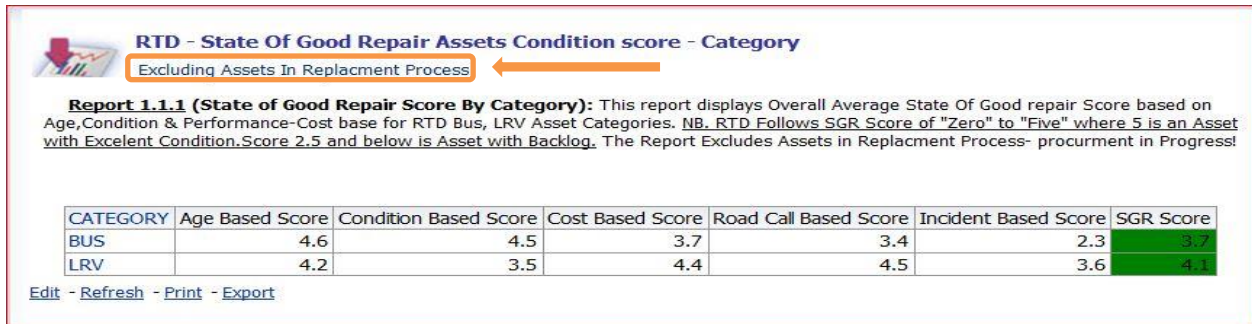 RTD - State Of Good Repair Assets Condition score - Category
Excluding Assets In Replacment Process
Report 1.1.1 (State of Good Repair Score By Category): This report displays Overall Average State Of Good repair Score based on
Age,Condition & Performance-Cost base for RTD Bus, LRV Asset Categories. NB. RTD Follows SGR Score of "Zero" to "Five" where 5 is an Asset
with Excelent Condition.Score 2.5 and below is Asset with Backlog. The Report Excludes Assets in Replacment Process- procurment in Progress!
CATEGORY Age Based Score Condition Based Score Cost Based Score Road Call Based Score Incident Based Score SGR Score
BUS 4.6 4.5 3.7 3.4 2.3 3.7
LRV 4.2 3.5 4.4 4.5 3.6 4.1
Edit - Refresh - Print - Export